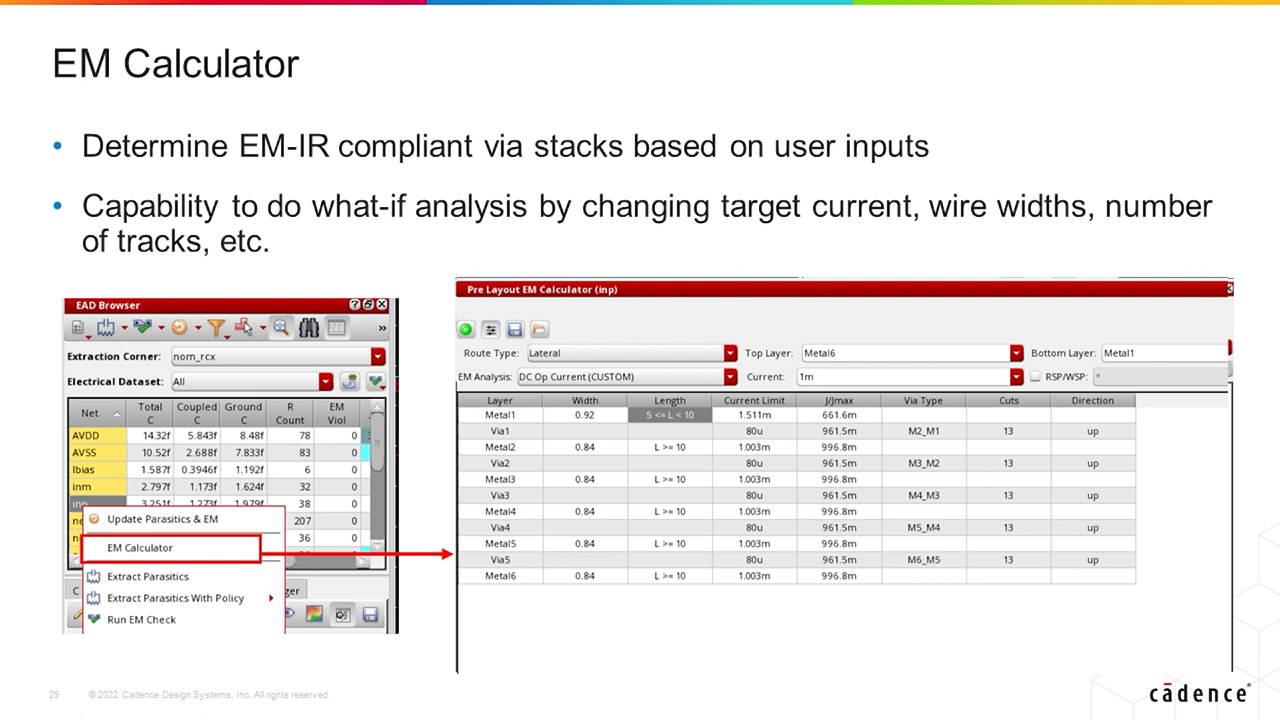 EM Calculator
• Determine EM-IR compliant via stacks based on user inputs
• Capability to do what-if analysis by changing target current, wire widths, number
of tracks, etc.
EAD Browser
»
Extraction Corner: nom_rcx
Electrical Dataset: All
Net Total C Coupled C Ground C R Count EM Viol
AVDD 14.32f 5.843f 8.48f 78 0
AVSS 10.52f 2.688f 7.833f 83 0
Ibias 1.587f 0.3946f 1.192f 6 0
inm 2.797f 1.173f 1.624f 32 0
inp 3.251f 1.273f 1.979f 38 0
207 0
36 0
Update Parasitics & EM
EM Calculator
Extract Parasitics
Extract Parasitics With Policy
Run EM Check
Pre Layout EM Calculator (inp)
Route Type: Lateral Top Layer: Metal6 Bottom Layer: Metal1
EM Analysis: DC Op Current (CUSTOM) Current: 1m RSP/WSP: *
Layer Width Length Current Limit J/Jmax Via Type Cuts Direction
Metal1 0.92 5 <= L < 10 1.511m 661.6m
Via1 80u 961.5m M2_M1 13 up
Metal2 0.84 L >= 10 1.003m 996.8m
Via2 80u 961.5m M3_M2 13 up
Metal3 0.84 L >= 10 1.003m 996.8m
Via3 80u 961.5m M4_M3 13 up
Metal4 0.84 L >= 10 1.003m 996.8m
Via4 80u 961.5m M5_M4 13 up
Metal5 0.84 L >= 10 1.003m 996.8m
Via5 80u 961.5m M6_M5 13 up
Metal6 0.84 L >= 10 1.003m 996.8m
29 © 2022 Cadence Design Systems, Inc. All rights reserved.
cādence®